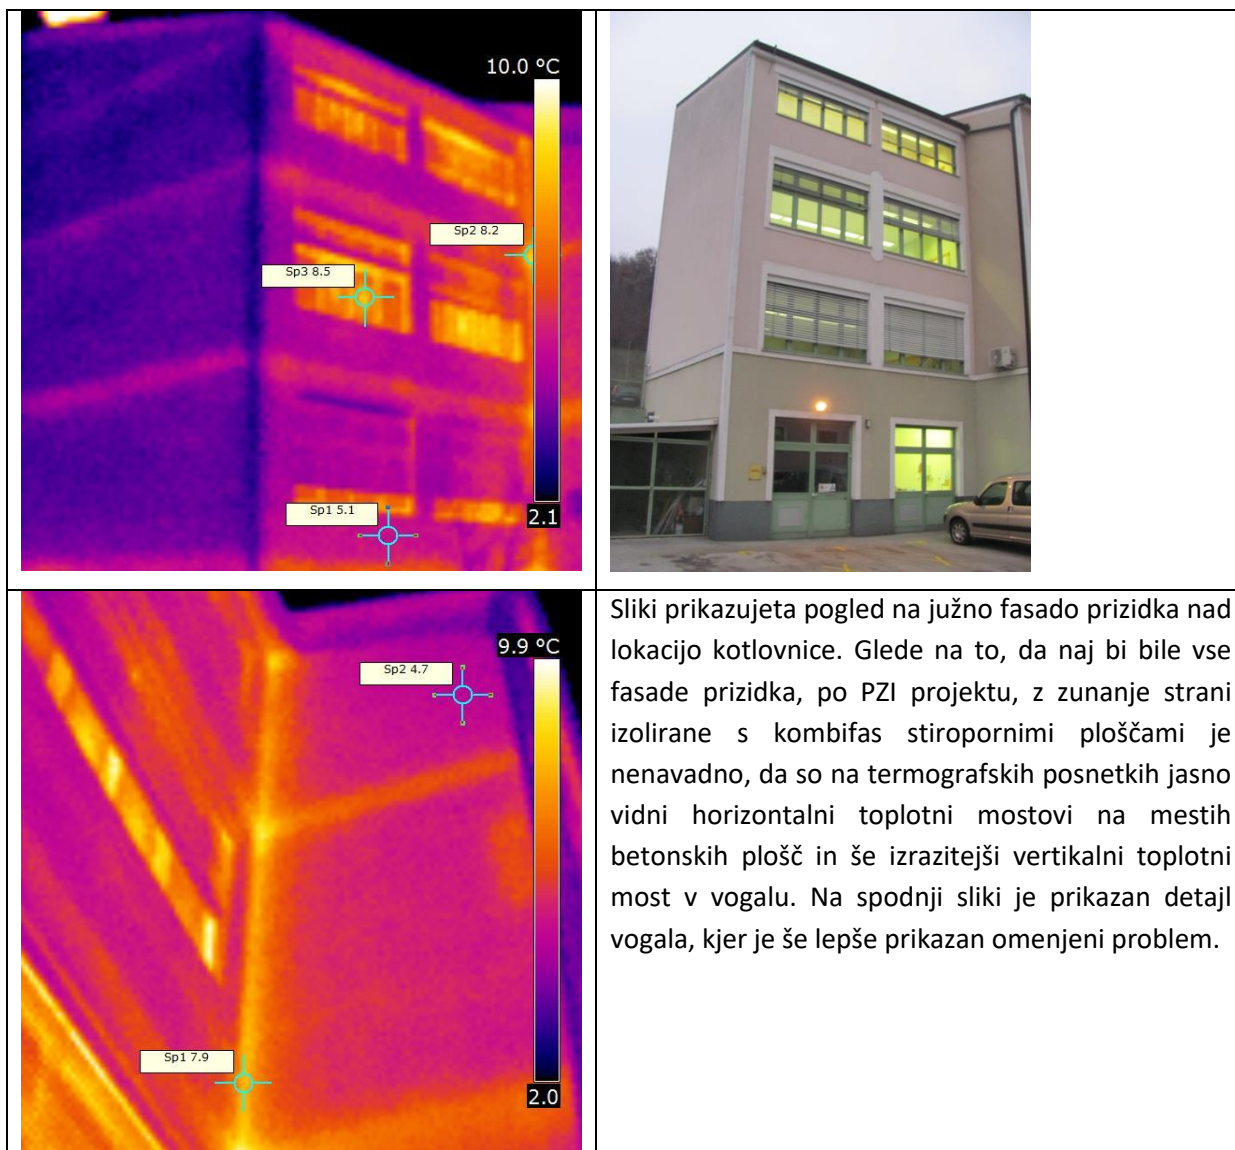 10.0 °C
Sp2 8.2
Sp3 8.5
Sp1 5.1
2.1
9.9 °C
Sp2 4.7
Sp1 7.9
2.0
Sliki prikazujeta pogled na južno fasado prizidka nad
lokacijo kotlovnice. Glede na to, da naj bi bile vse
fasade prizidka, po PZI projektu, z zunanje strani
izolirane s kombifas stiropornimi ploščami je
nenavadno, da so na termografskih posnetkih jasno
vidni horizontalni toplotni mostovi na mestih
betonskih plošč in še izrazitejši vertikalni toplotni
most v vogalu. Na spodnji sliki je prikazan detajl
vogala, kjer je še lepše prikazan omenjeni problem.